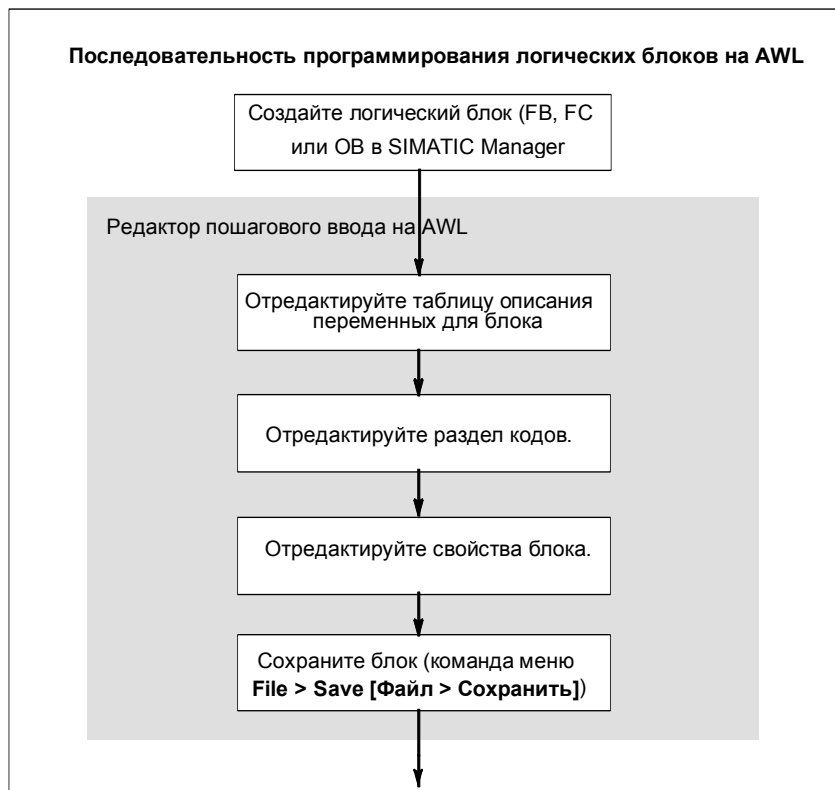 Последовательность программирования логических блоков на AWL
Создайте логический блок (FB, FC
или OB в SIMATIC Manager
Редактор пошагового ввода на AWL
Отредактируйте таблицу описания
переменных для блока
Отредактируйте раздел кодов.
Отредактируйте свойства блока.
Сохраните блок (команда меню
File > Save [Файл > Сохранить])